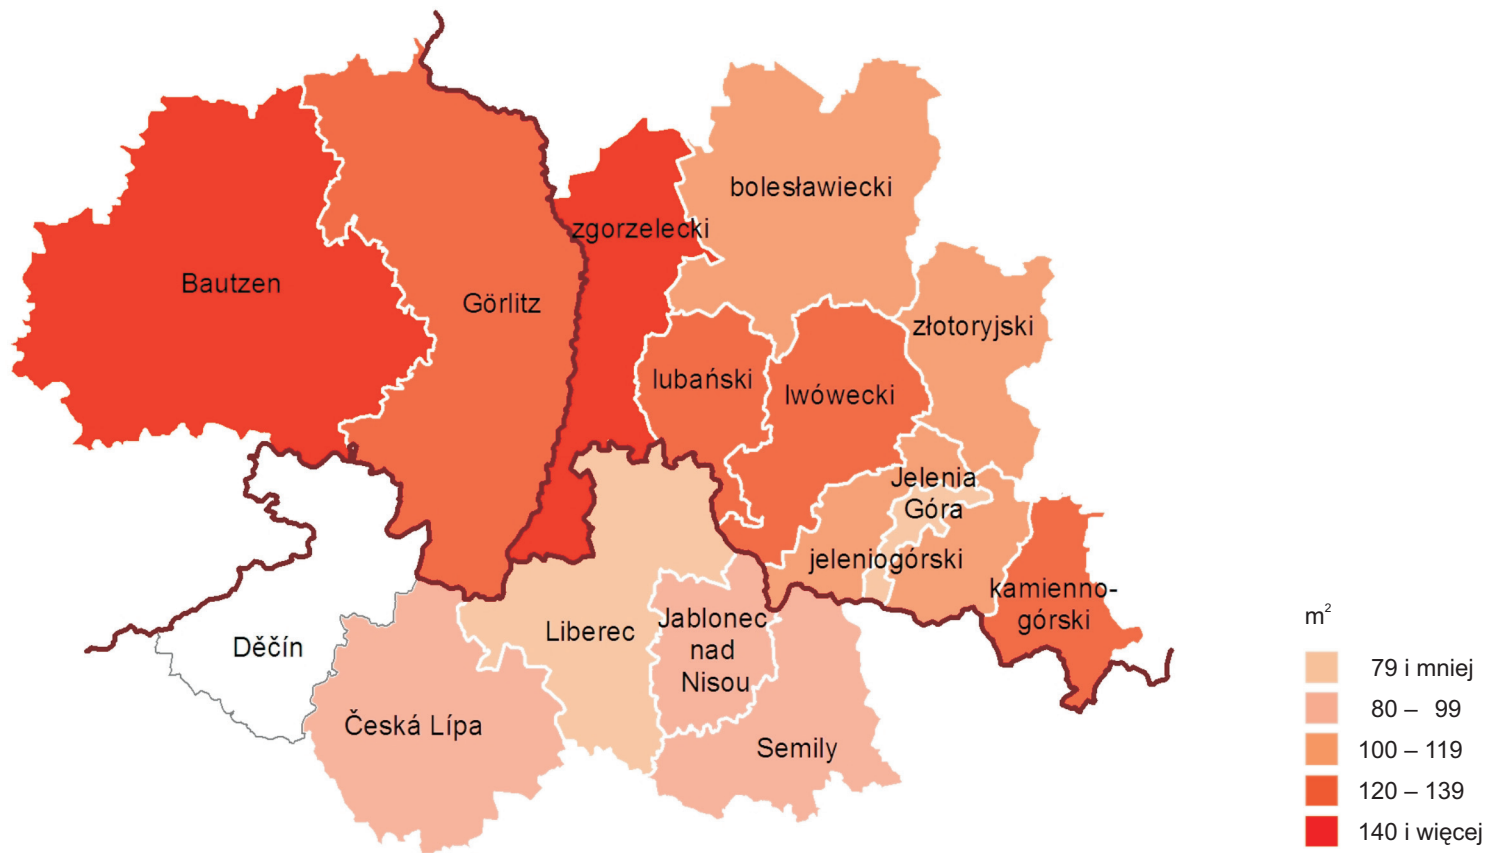 bolesławiecki
zgorzelecki
Bautzen
Görlitz
złotoryjski
lubański
lwówecki
Jelenia
Góra
jeleniogórski
kamienno-
górski
Liberec
Jablonec
nad
Nisou
Děčín
Česká Lípa
Semily
m²
79 i mniej
80 – 99
100 – 119
120 – 139
140 i więcej